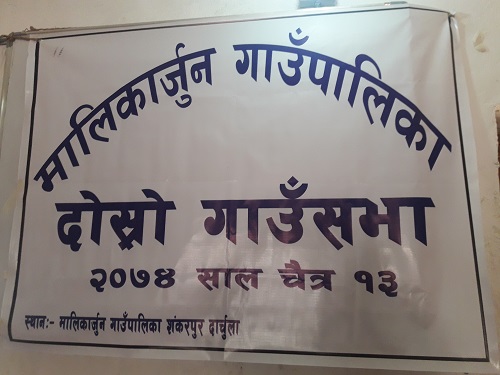 मालिकार्जुन गाउँपालिका
दोस्रो गाउँसभा
२०७४ साल चैत्र १३
स्थानः- मालिकार्जुन गाउँपालिका शंकरपुर दार्चुला